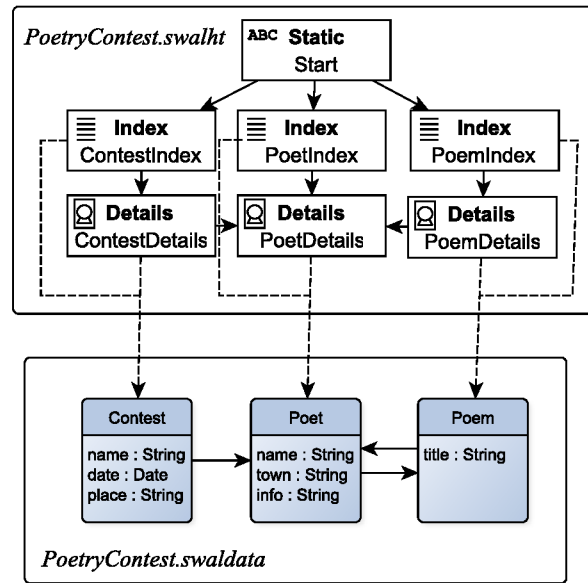 PoetryContest.swalht
ABC Static
Start
Index
ContestIndex
Index
PoetIndex
Index
PoemIndex
Details
ContestDetails
Details
PoetDetails
Details
PoemDetails
Contest
name : String
date : Date
place : String
Poet
name : String
town : String
info : String
Poem
title : String
PoetryContest.swaldata